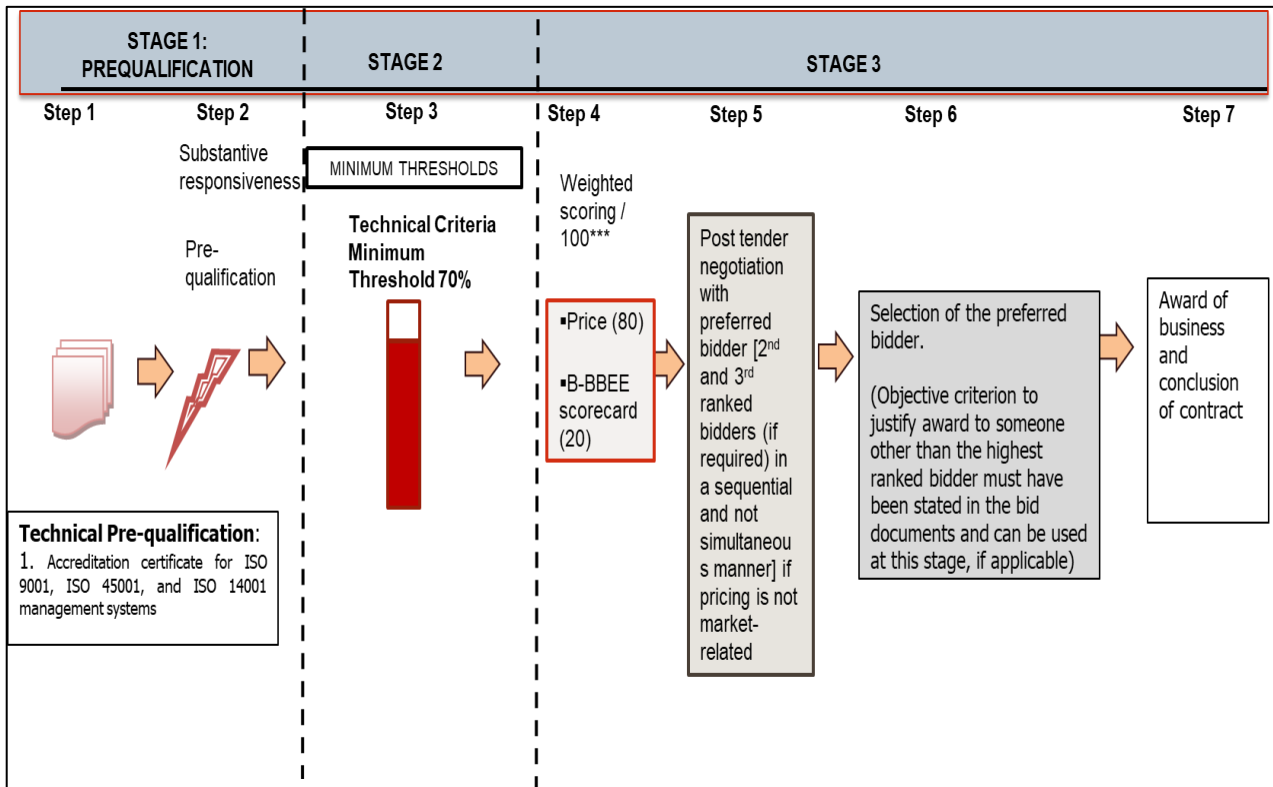 STAGE 1:
PREQUALIFICATION
STAGE 2
STAGE 3
Step 1
Step 2
Step 3
Step 4
Step 5
Step 6
Step 7
Substantive
responsiveness
Pre-
qualification
Technical Pre-qualification:
1. Accreditation certificate for ISO
9001, ISO 45001, and ISO 14001
management systems
MINIMUM THRESHOLDS
Technical Criteria
Minimum
Threshold 70%
Weighted
scoring /
100***
▪Price (80)
▪B-BBEE
scorecard
(20)
Post tender
negotiation
with
preferred
bidder [2nd
and 3rd
ranked
bidders (if
required) in
a sequential
and not
simultaneou
s manner] if
pricing is not
market-
related
Selection of the preferred
bidder.
(Objective criterion to
justify award to someone
other than the highest
ranked bidder must have
been stated in the bid
documents and can be used
at this stage, if applicable)
Award of
business
and
conclusion
of contract